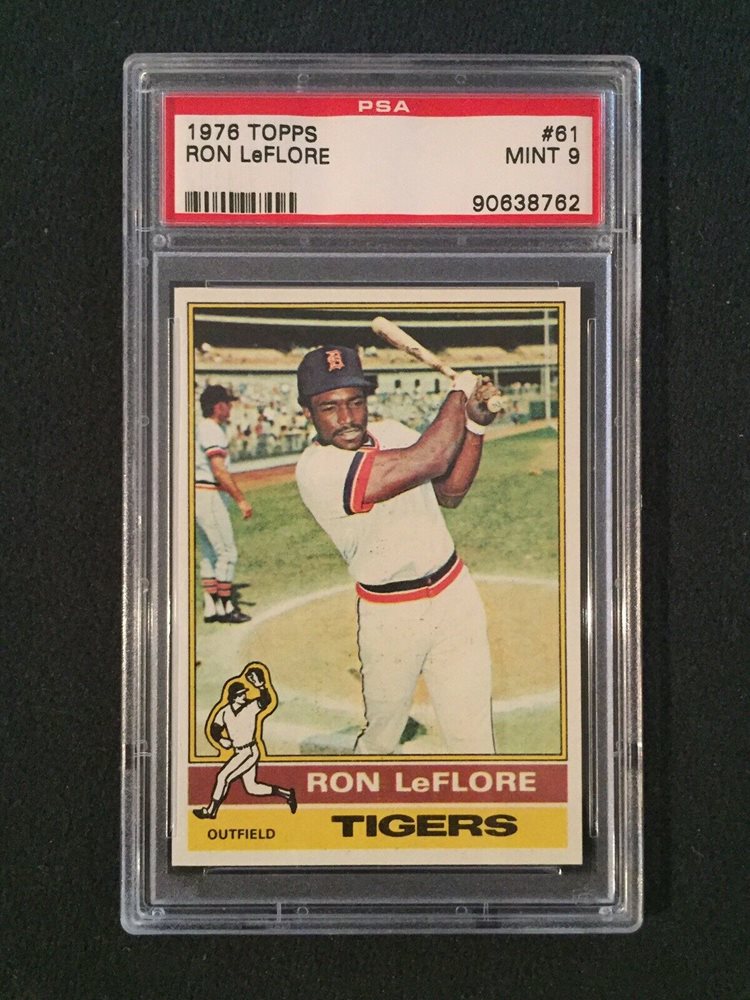 PSA
1976 TOPPS #61
RON LeFLORE MINT 9
90638762
D
RON LeFLORE
OUTFIELD TIGERS